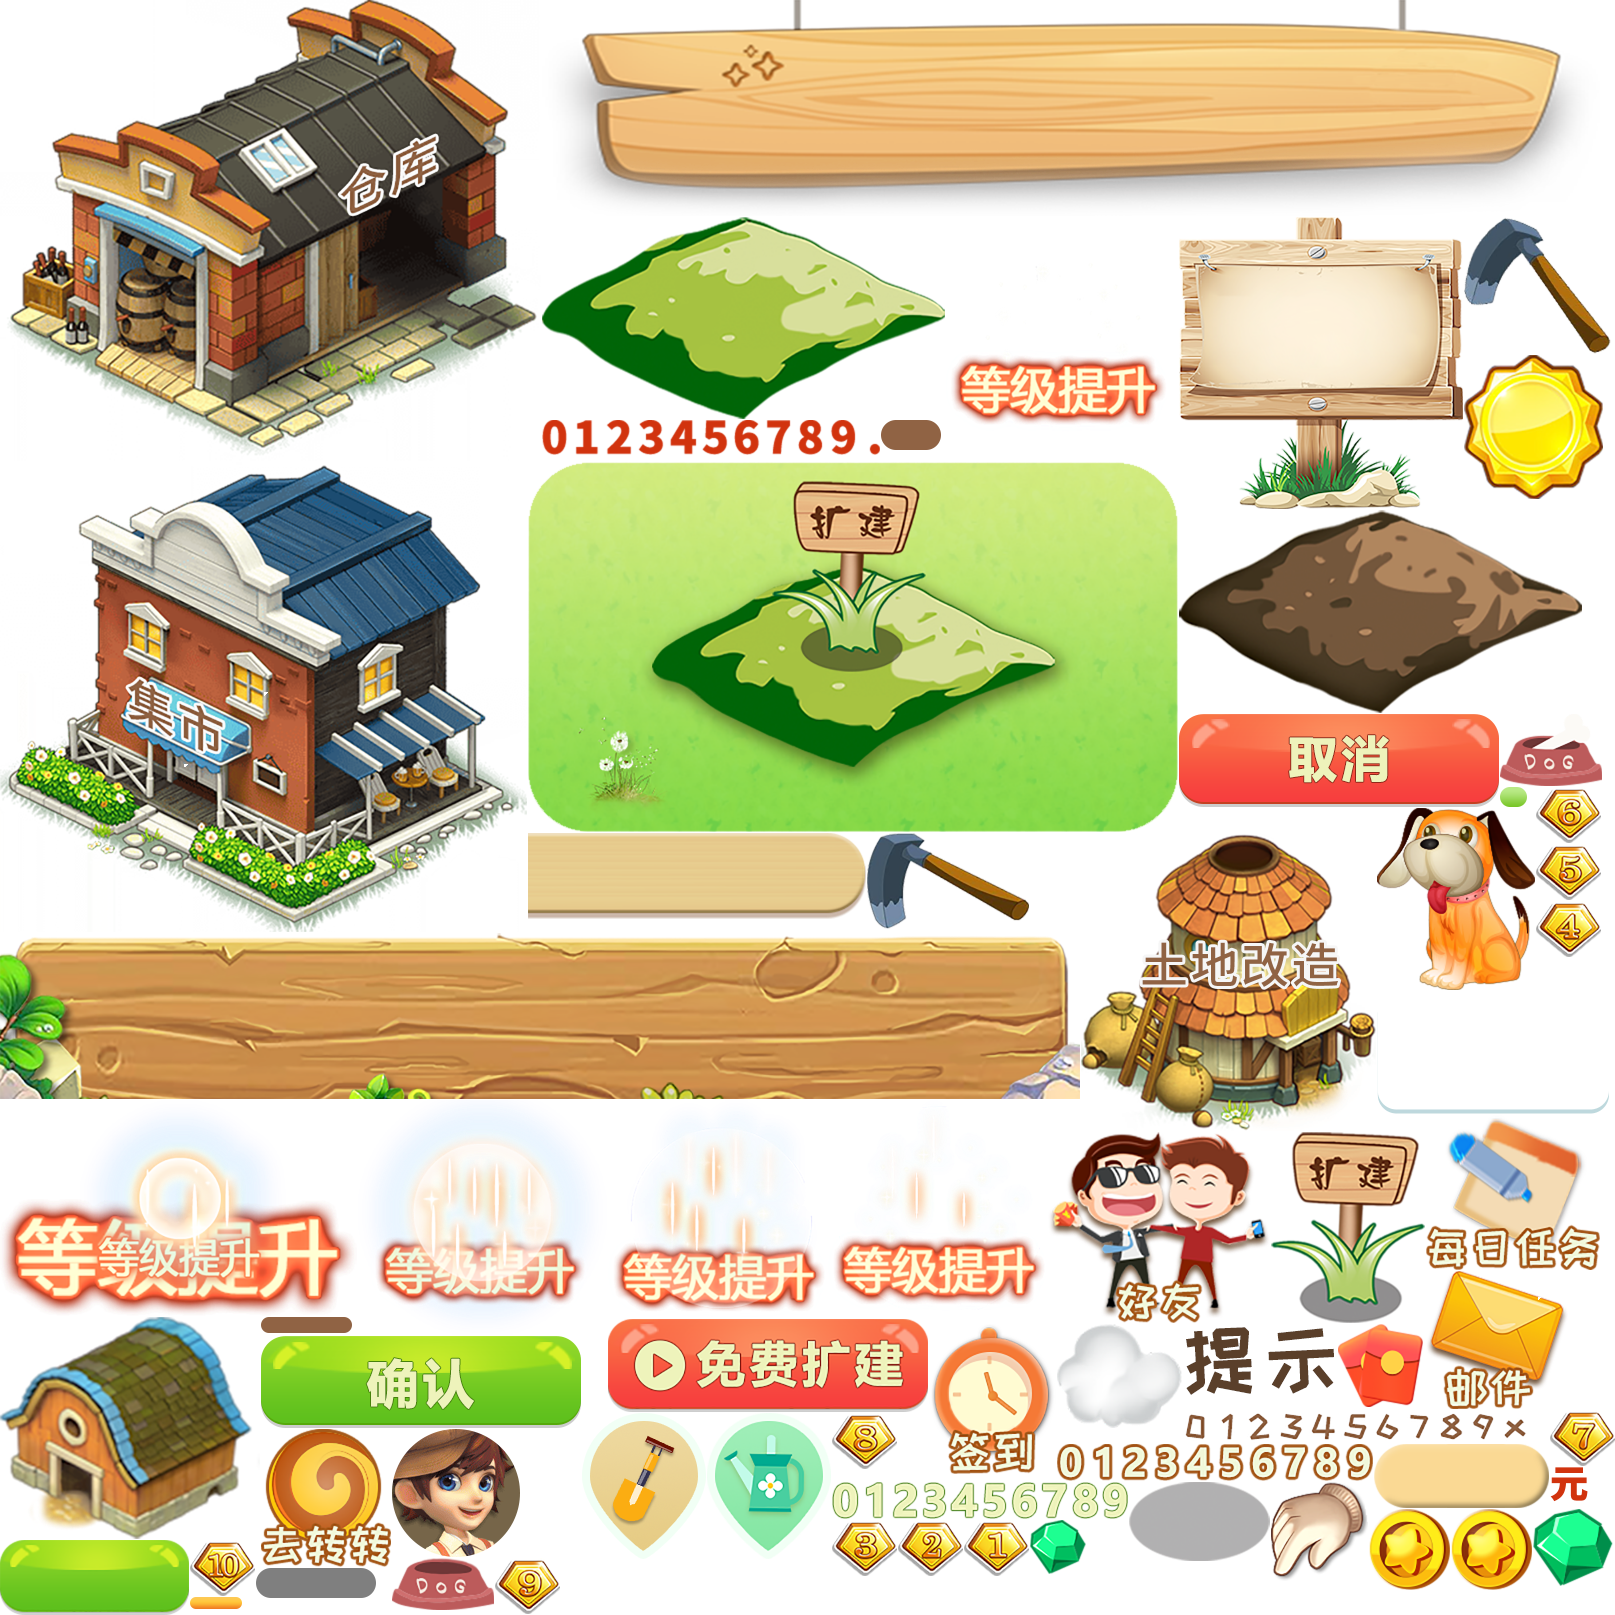 仓库
等级提升
0123456789.
扩建
集市
取消
DOG
6
5
4
土地改造
等级提升
等级提升
等级提升
等级提升
等级提升
好友
扩建
每日任务
确认
免费扩建
提示
邮件
0123456789×
8
签到
0123456789
7
元
0123456789
去转转
3
2
1
10
DOG
9